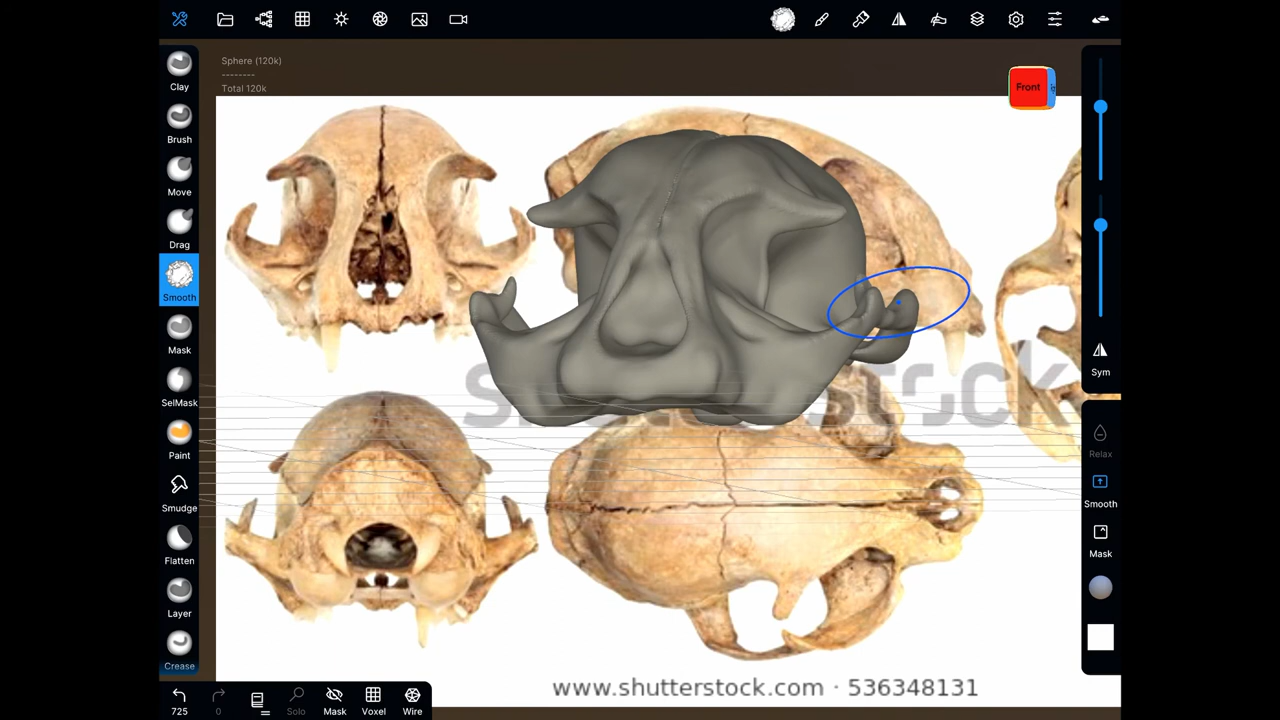 Sphere (120k)
--------
Total 120k
Front
Clay
Brush
Move
Drag
Smooth
Mask
SelMask
Paint
Smudge
Flatten
Layer
Crease
Sym
Relax
Smooth
Mask
725
0
Solo
Mask
Voxel
Wire
www.shutterstock.com · 536348131